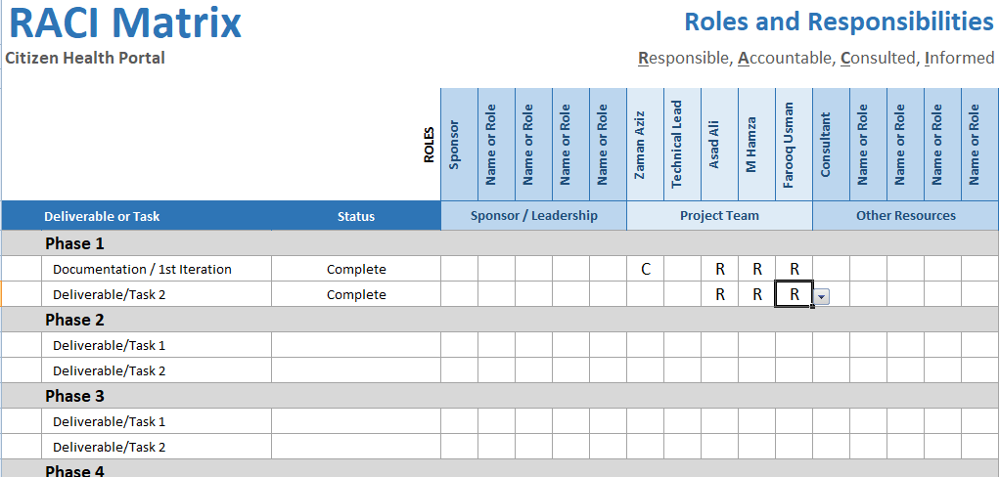 RACI Matrix
Roles and Responsibilities
Citizen Health Portal
Responsible, Accountable, Consulted, Informed
ROLES
Sponsor
Name or Role
Name or Role
Name or Role
Name or Role
Zaman Aziz
Technical Lead
Asad Ali
M Hamza
Farooq Usman
Consultant
Name or Role
Name or Role
Name or Role
Name or Role
Deliverable or Task Status Sponsor / Leadership Project Team Other Resources
Phase 1
Documentation / 1st Iteration Complete C R R R
Deliverable/Task 2 Complete R R R
Phase 2
Deliverable/Task 1
Deliverable/Task 2
Phase 3
Deliverable/Task 1
Deliverable/Task 2
Phase 4